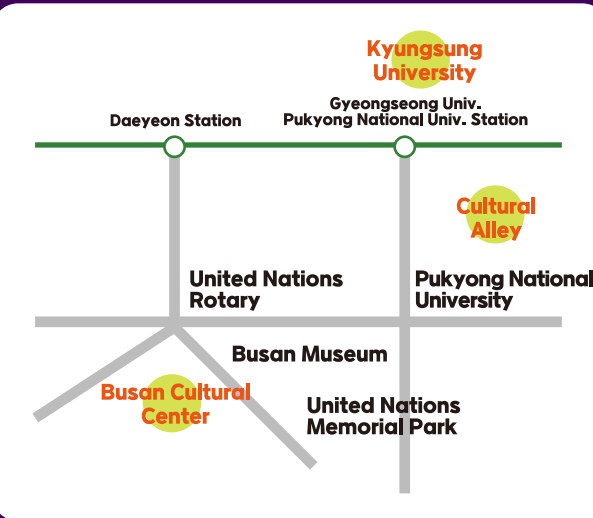 Kyungsung
University
Gyeongseong Univ.
Pukyong National Univ. Station
Daeyeon Station
Cultural
Alley
United Nations
Rotary
Pukyong National
University
Busan Museum
Busan Cultural
Center
United Nations
Memorial Park